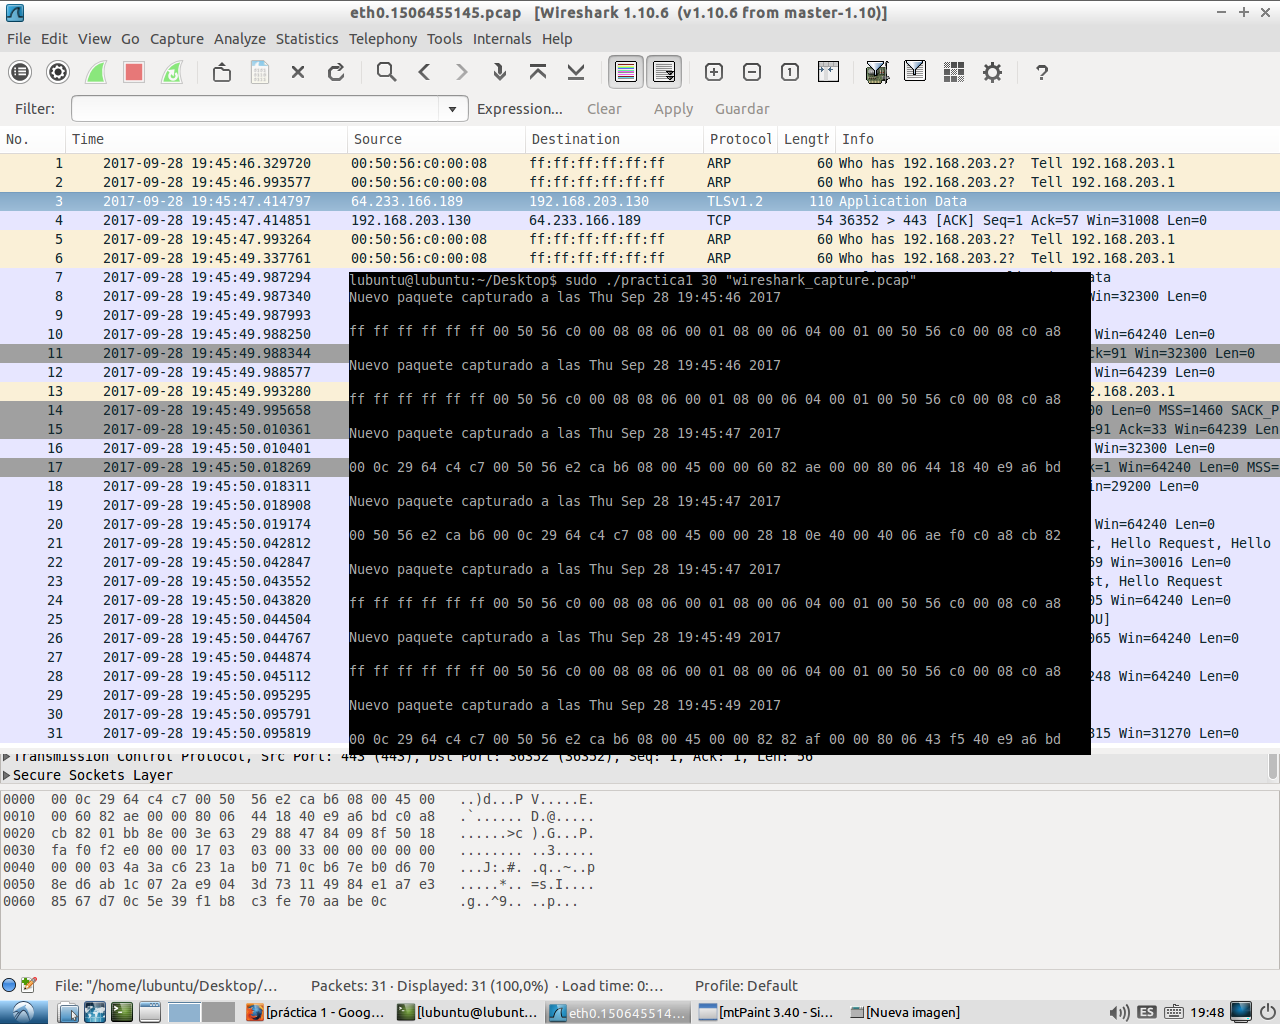 eth0.1506455145.pcap   [Wireshark 1.10.6  (v1.10.6 from master-1.10)]
File Edit View Go Capture Analyze Statistics Telephony Tools Internals Help
Filter: Expression... Clear Apply Guardar
No. Time Source Destination Protocol Length Info
1 2017-09-28 19:45:46.329720 00:50:56:c0:00:08 ff:ff:ff:ff:ff:ff ARP 60 Who has 192.168.203.2?  Tell 192.168.203.1
2 2017-09-28 19:45:46.993577 00:50:56:c0:00:08 ff:ff:ff:ff:ff:ff ARP 60 Who has 192.168.203.2?  Tell 192.168.203.1
3 2017-09-28 19:45:47.414797 64.233.166.189 192.168.203.130 TLSv1.2 110 Application Data
4 2017-09-28 19:45:47.414851 192.168.203.130 64.233.166.189 TCP 54 36352 > 443 [ACK] Seq=1 Ack=57 Win=31008 Len=0
5 2017-09-28 19:45:47.993264 00:50:56:c0:00:08 ff:ff:ff:ff:ff:ff ARP 60 Who has 192.168.203.2?  Tell 192.168.203.1
6 2017-09-28 19:45:49.337761 00:50:56:c0:00:08 ff:ff:ff:ff:ff:ff ARP 60 Who has 192.168.203.2?  Tell 192.168.203.1
7 2017-09-28 19:45:49.987294
8 2017-09-28 19:45:49.987340 Win=32300 Len=0
9 2017-09-28 19:45:49.987993
10 2017-09-28 19:45:49.988250 Win=64240 Len=0
11 2017-09-28 19:45:49.988344 ck=91 Win=32300 Len=0
12 2017-09-28 19:45:49.988577 Win=64239 Len=0
13 2017-09-28 19:45:49.993280 2.168.203.1
14 2017-09-28 19:45:49.995658 00 Len=0 MSS=1460 SACK_P
15 2017-09-28 19:45:50.010361 =91 Ack=33 Win=64239 Len
16 2017-09-28 19:45:50.010401 Win=32300 Len=0
17 2017-09-28 19:45:50.018269 k=1 Win=64240 Len=0 MSS=
18 2017-09-28 19:45:50.018311 in=29200 Len=0
19 2017-09-28 19:45:50.018908
20 2017-09-28 19:45:50.019174 Win=64240 Len=0
21 2017-09-28 19:45:50.042812 c, Hello Request, Hello
22 2017-09-28 19:45:50.042847 69 Win=30016 Len=0
23 2017-09-28 19:45:50.043552 st, Hello Request
24 2017-09-28 19:45:50.043820 05 Win=64240 Len=0
25 2017-09-28 19:45:50.044504 DU]
26 2017-09-28 19:45:50.044767 065 Win=64240 Len=0
27 2017-09-28 19:45:50.044874
28 2017-09-28 19:45:50.045112 248 Win=64240 Len=0
29 2017-09-28 19:45:50.095295
30 2017-09-28 19:45:50.095791
31 2017-09-28 19:45:50.095819 315 Win=31270 Len=0
lubuntu@lubuntu:~/Desktop$ sudo ./practica1 30 "wireshark_capture.pcap"
Nuevo paquete capturado a las Thu Sep 28 19:45:46 2017
ff ff ff ff ff ff 00 50 56 c0 00 08 08 06 00 01 08 00 06 04 00 01 00 50 56 c0 00 08 c0 a8
Nuevo paquete capturado a las Thu Sep 28 19:45:46 2017
ff ff ff ff ff ff 00 50 56 c0 00 08 08 06 00 01 08 00 06 04 00 01 00 50 56 c0 00 08 c0 a8
Nuevo paquete capturado a las Thu Sep 28 19:45:47 2017
00 0c 29 64 c4 c7 00 50 56 e2 ca b6 08 00 45 00 00 60 82 ae 00 00 80 06 44 18 40 e9 a6 bd
Nuevo paquete capturado a las Thu Sep 28 19:45:47 2017
00 50 56 e2 ca b6 00 0c 29 64 c4 c7 08 00 45 00 00 28 18 0e 40 00 40 06 ae f0 c0 a8 cb 82
Nuevo paquete capturado a las Thu Sep 28 19:45:47 2017
ff ff ff ff ff ff 00 50 56 c0 00 08 08 06 00 01 08 00 06 04 00 01 00 50 56 c0 00 08 c0 a8
Nuevo paquete capturado a las Thu Sep 28 19:45:49 2017
ff ff ff ff ff ff 00 50 56 c0 00 08 08 06 00 01 08 00 06 04 00 01 00 50 56 c0 00 08 c0 a8
Nuevo paquete capturado a las Thu Sep 28 19:45:49 2017
00 0c 29 64 c4 c7 00 50 56 e2 ca b6 08 00 45 00 00 82 82 af 00 00 80 06 43 f5 40 e9 a6 bd
Transmission Control Protocol, Src Port: 443 (443), Dst Port: 36352 (36352), Seq: 1, Ack: 1, Len: 56
Secure Sockets Layer
0000  00 0c 29 64 c4 c7 00 50  56 e2 ca b6 08 00 45 00   ..)d...P V.....E.
0010  00 60 82 ae 00 00 80 06  44 18 40 e9 a6 bd c0 a8   .`...... D.@.....
0020  cb 82 01 bb 8e 00 3e 63  29 88 47 84 09 8f 50 18   ......>c ).G...P.
0030  fa f0 f2 e0 00 00 17 03  03 00 33 00 00 00 00 00   ........ ..3.....
0040  00 00 03 4a 3a c6 23 1a  b0 71 0c b6 7e b0 d6 70   ...J:.#. .q..~..p
0050  8e d6 ab 1c 07 2a e9 04  3d 73 11 49 84 e1 a7 e3   .....*.. =s.I....
0060  85 67 d7 0c 5e 39 f1 b8  c3 fe 70 aa be 0c         .g..^9.. ..p...
File: "/home/lubuntu/Desktop/... Packets: 31 · Displayed: 31 (100,0%) · Load time: 0:... Profile: Default
[práctica 1 - Goog... [lubuntu@lubunt... eth0.150645514... [mtPaint 3.40 - Si... [Nueva imagen] ES 19:48